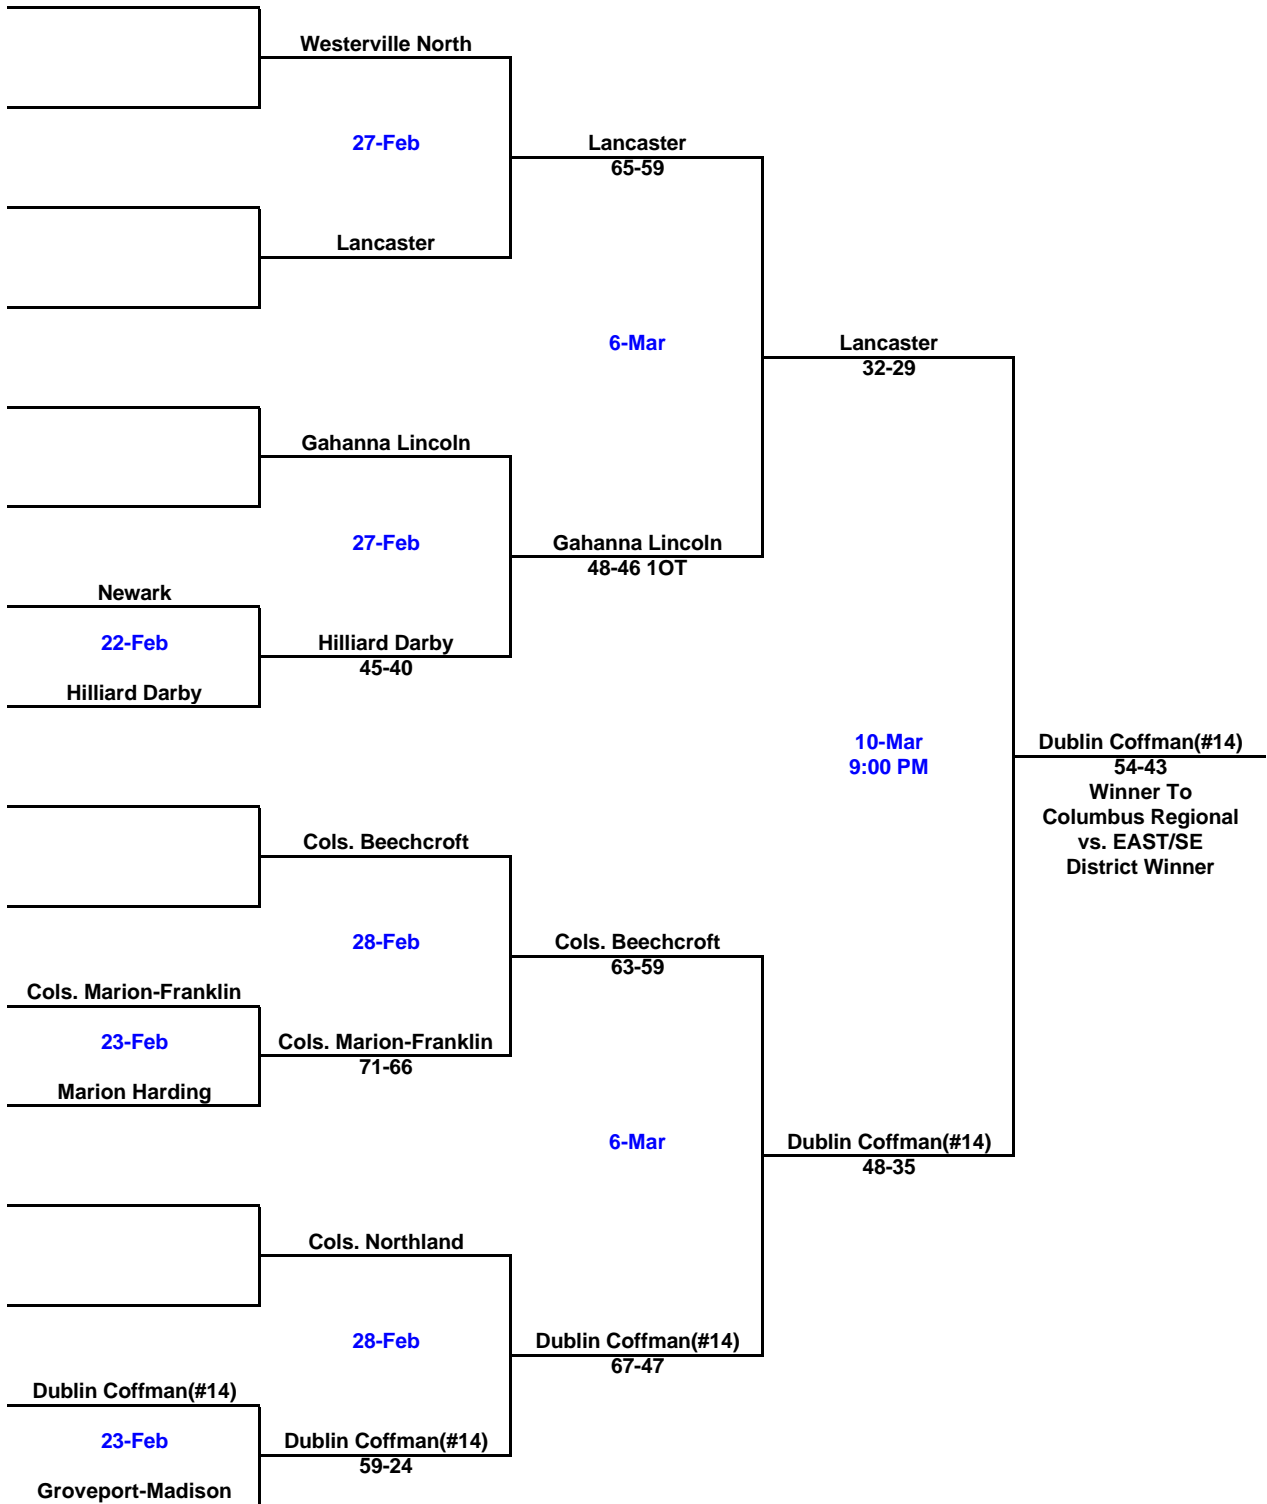 Westerville North
27-Feb
Lancaster
65-59
Lancaster
6-Mar
Lancaster
32-29
Gahanna Lincoln
27-Feb
Gahanna Lincoln
48-46 1OT
Newark
22-Feb
Hilliard Darby
45-40
Hilliard Darby
10-Mar
9:00 PM
Dublin Coffman(#14)
54-43
Winner To
Columbus Regional
vs. EAST/SE
District Winner
Cols. Beechcroft
28-Feb
Cols. Beechcroft
63-59
Cols. Marion-Franklin
23-Feb
Cols. Marion-Franklin
71-66
Marion Harding
6-Mar
Dublin Coffman(#14)
48-35
Cols. Northland
28-Feb
Dublin Coffman(#14)
67-47
Dublin Coffman(#14)
23-Feb
Dublin Coffman(#14)
59-24
Groveport-Madison